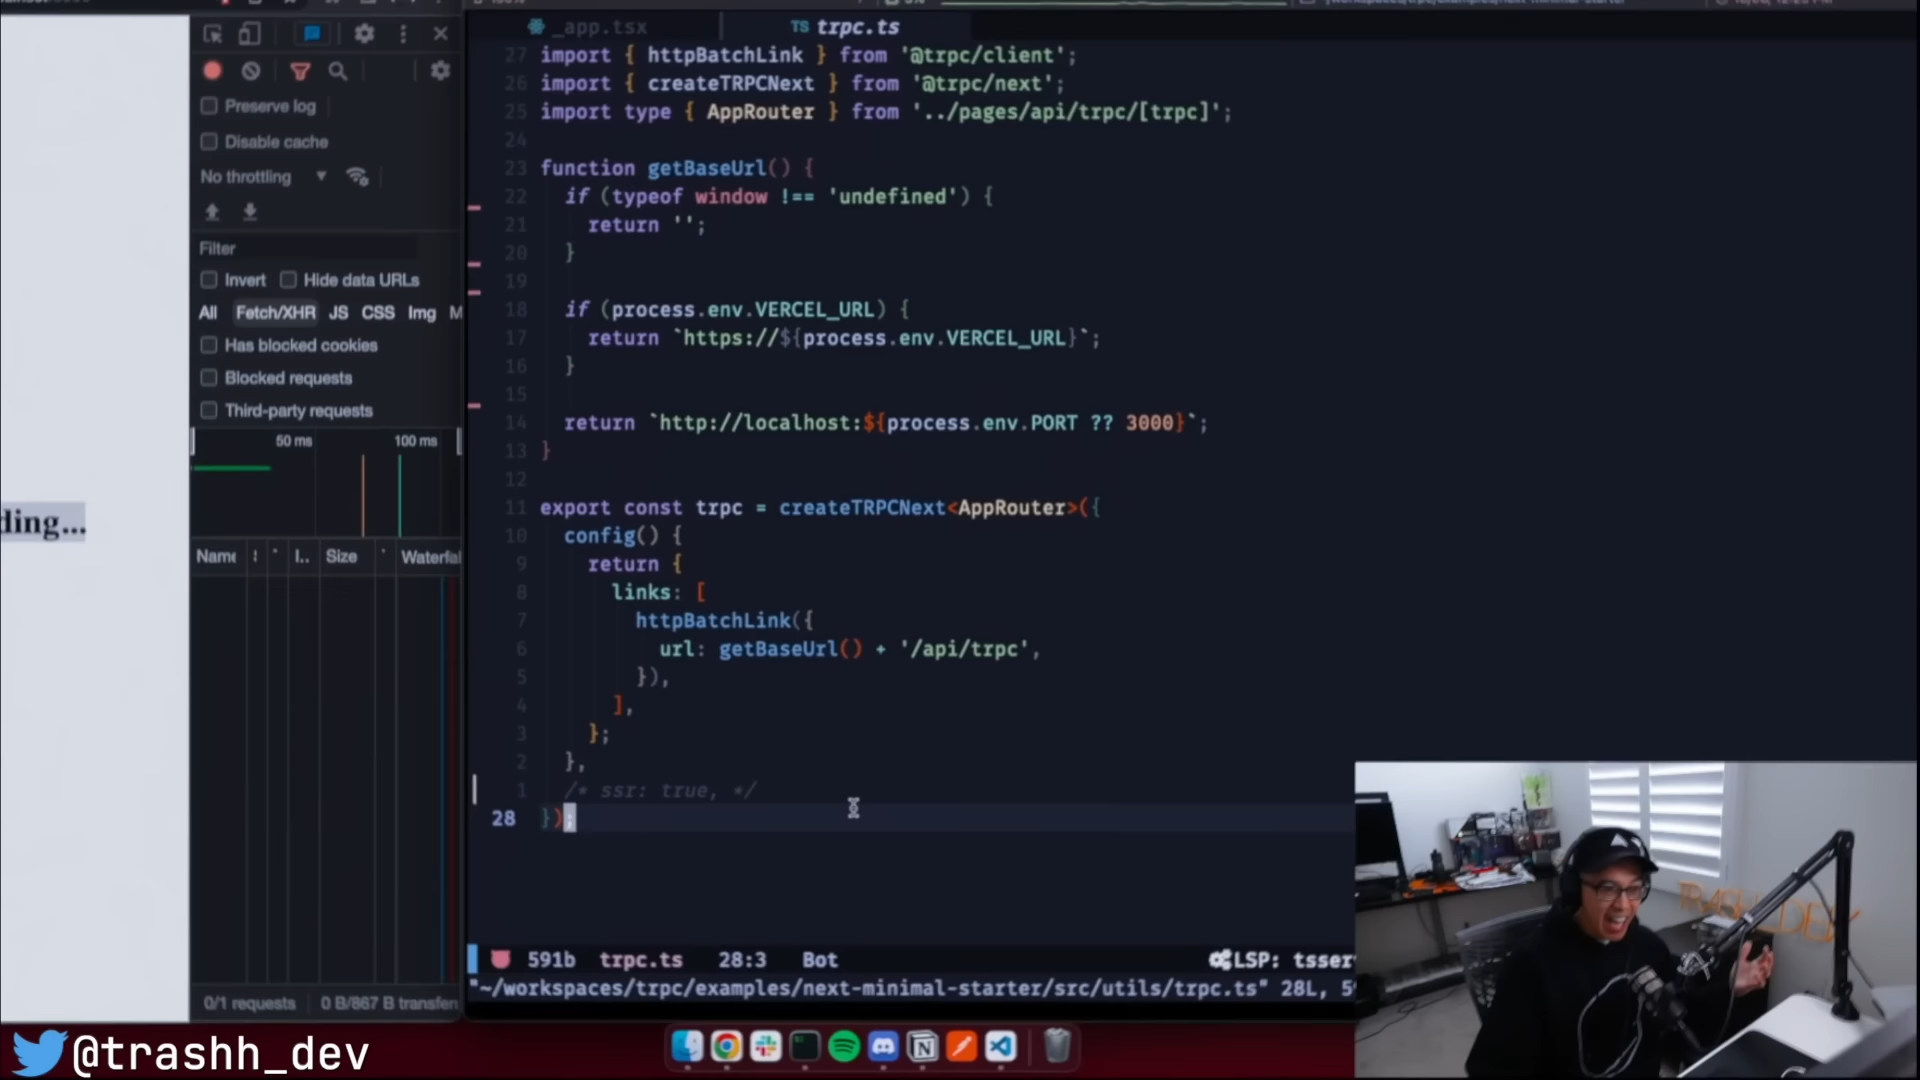 _app.tsx
TS trpc.ts
Preserve log
Disable cache
No throttling
Filter
Invert Hide data URLs
All Fetch/XHR JS CSS Img M
Has blocked cookies
Blocked requests
Third-party requests
50 ms 100 ms
Name Size Waterfal
0/1 requests 0 B/867 B transfen
ding...
27 import { httpBatchLink } from '@trpc/client';
26 import { createTRPCNext } from '@trpc/next';
25 import type { AppRouter } from '../pages/api/trpc/[trpc]';
24
23 function getBaseUrl() {
22 if (typeof window !== 'undefined') {
21 return '';
20 }
19
18 if (process.env.VERCEL_URL) {
17 return `https://${process.env.VERCEL_URL}`;
16 }
15
14 return `http://localhost:${process.env.PORT ?? 3000}`;
13 }
12
11 export const trpc = createTRPCNext<AppRouter>({
10 config() {
9 return {
8 links: [
7 httpBatchLink({
6 url: getBaseUrl() + '/api/trpc',
5 }),
4 ],
3 };
2 },
1 /* ssr: true, */
28 });
591b trpc.ts 28:3 Bot LSP: tsser
"~/workspaces/trpc/examples/next-minimal-starter/src/utils/trpc.ts" 28L, 5
@trashh_dev